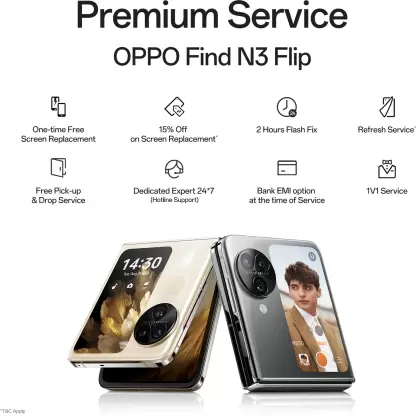 Premium Service
OPPO Find N3 Flip
One-time Free
Screen Replacement
15% Off
on Screen Replacement*
2 Hours Flash Fix
Refresh Service*
Free Pick-up
& Drop Service
Dedicated Expert 24*7
(Hotline Support)
Bank EMI option
at the time of Service
1V1 Service
14:30
*T&C Apply